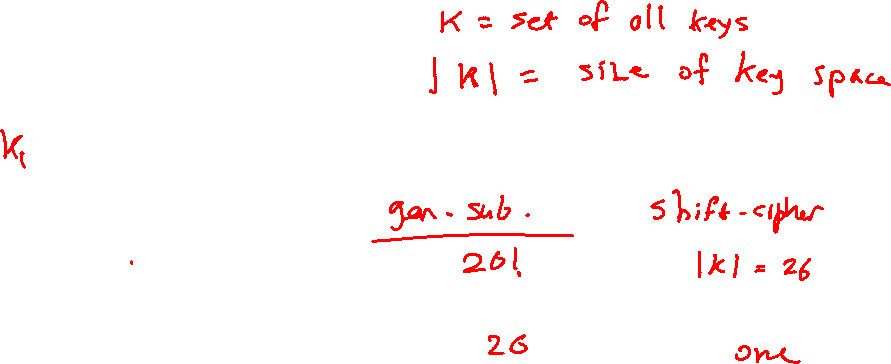 K = set of all keys
|K| = size of key space
K₁
gen. sub. shift-cipher
26! |K| = 26
26 one